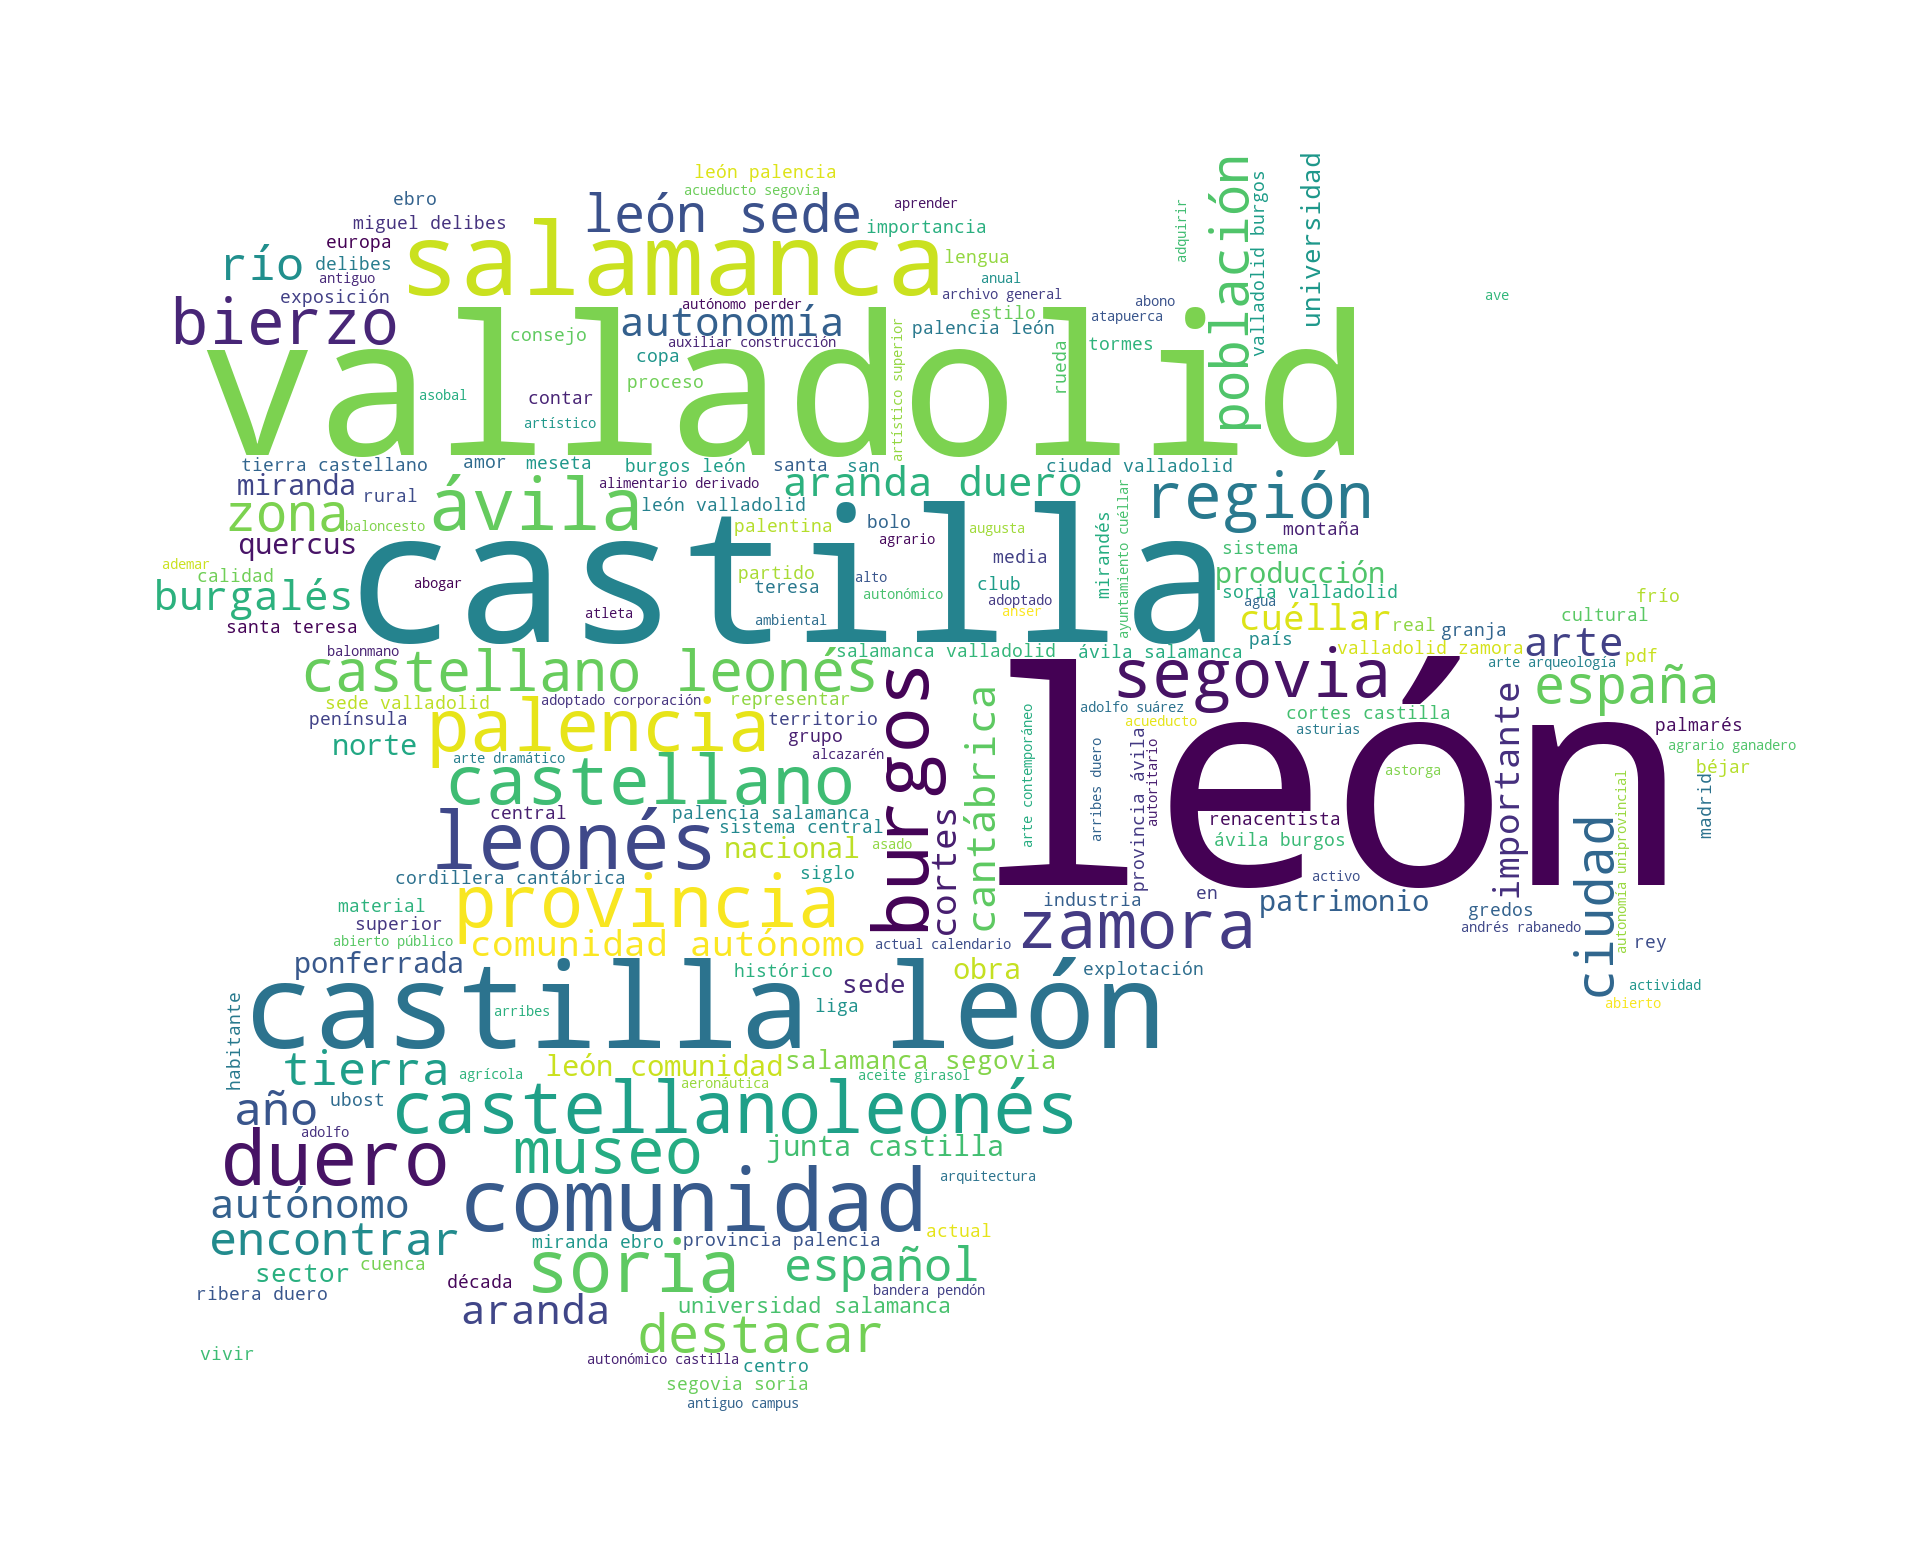 león palencia
acueducto segovia
ebro
león sede
aprender
miguel delibes
importancia
europa
salamanca
río
delibes
lengua
antiguo
anual
exposición
autónomo perder
archivo general
bierzo
autonomía
estilo
palencia león
abono
atapuerca
adquirir
población
valladolid burgos
universidad
ave
consejo
auxiliar construcción
copa
tormes
rueda
proceso
valladolid
asobal
contar
artístico
artístico superior
tierra castellano
amor
meseta
burgos león
santa
san
ciudad valladolid
miranda
rural
ávila
alimentario derivado
aranda duero
región
zona
baloncesto
león valladolid
palentina
bolo
augusta
mirandés
ayuntamiento cuéllar
montaña
quercus
agrario
sistema
ademar
calidad
castilla
abogar
partido
teresa
alto
media
club
producción
burgalés
autonómico
adoptado
soria valladolid
agua
atleta
ambiental
anser
cuéllar
frío
cultural
santa teresa
real
granja
país
arte
balonmano
salamanca valladolid
ávila salamanca
valladolid zamora
arte arqueología
pdf
castellano leonés
segovia
españa
sede valladolid
adoptado corporación
representar
adolfo suárez
cortes castilla
península
palencia
territorio
acueducto
asturias
palmarés
norte
grupo
alcazarén
burgos
cantábrica
arte contemporáneo
arribes duero
provincia ávila
autoritario
león
importante
agrario ganadero
arte dramático
astorga
béjar
castellano
madrid
central
palencia salamanca
cortes
renacentista
sistema central
leonés
nacional
asado
ávila burgos
ciudad
autonomía uniprovincial
cordillera cantábrica
siglo
activo
material
provincia
industria
en
patrimonio
gredos
superior
zamora
andrés rabanedo
abierto público
comunidad autónomo
actual calendario
rey
ponferrada
histórico
obra
explotación
sede
actividad
castilla león
arribes
liga
abierto
habitante
tierra
león comunidad
salamanca segovia
agrícola
aeronáutica
aceite girasol
año
ubost
castellanoleonés
adolfo
museo
junta castilla
duero
arquitectura
autónomo
comunidad
actual
encontrar
miranda ebro
provincia palencia
cuenca
soria
español
sector
década
ribera duero
bandera pendón
aranda
universidad salamanca
destacar
vivir
autonómico castilla
centro
segovia soria
antiguo campus